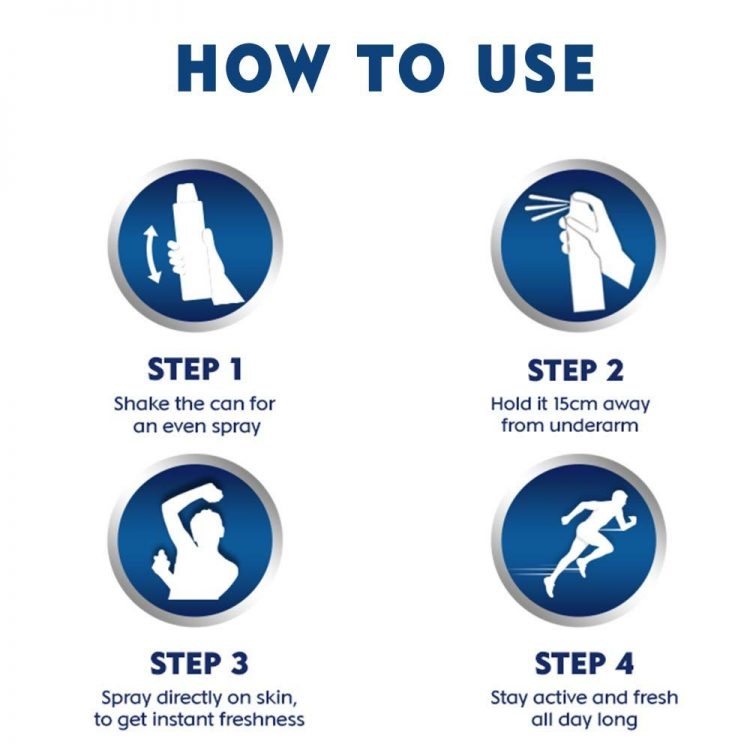 HOW TO USE
STEP 1
Shake the can for
an even spray
STEP 2
Hold it 15cm away
from underarm
STEP 3
Spray directly on skin,
to get instant freshness
STEP 4
Stay active and fresh
all day long